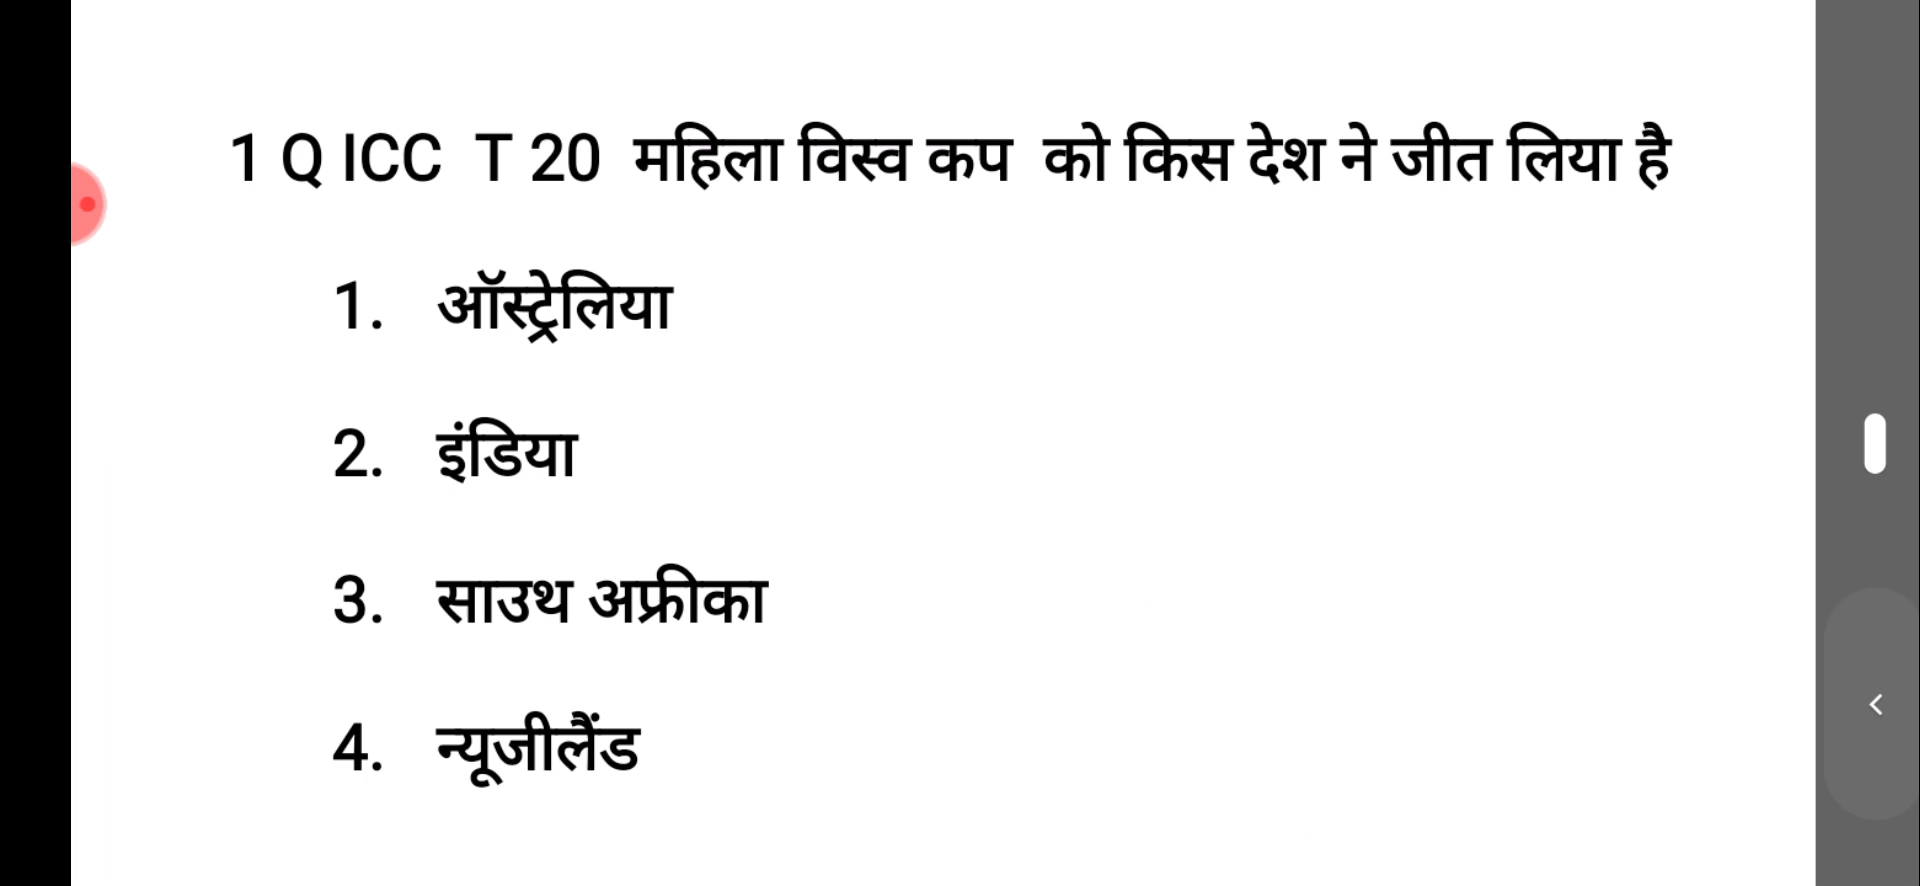 1 Q ICC T 20 महिला विस्व कप को किस देश ने जीत लिया है
1. ऑस्ट्रेलिया
2. इंडिया
3. साउथ अफ्रीका
4. न्यूजीलैंड